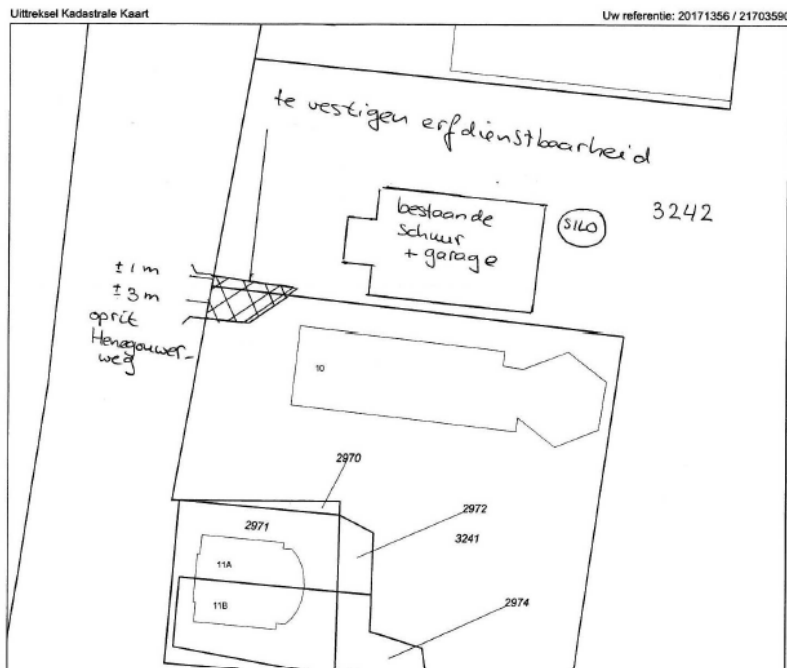 Uittreksel Kadastrale Kaart
Uw referentie: 20171356 / 21703590
te vestigen erfdienstbaarheid
bestaande
schuur
+ garage
SILO
3242
± 1 m
± 3 m
oprit
Henegouwer-
weg
10
2970
2972
2971
3241
11A
11B
2974